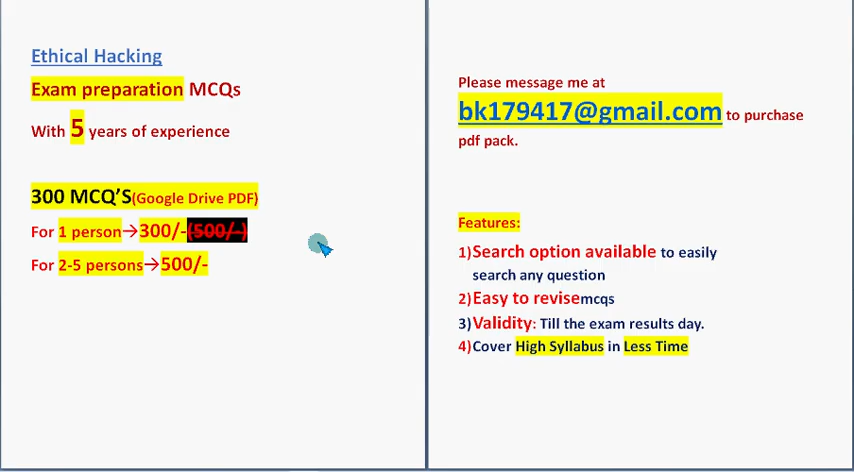 Ethical Hacking
Exam preparation MCQs
With 5 years of experience
300 MCQ’S(Google Drive PDF)
For 1 person→300/-(500/-)
For 2-5 persons→500/-
Please message me at
bk179417@gmail.com to purchase
pdf pack.
Features:
1)Search option available to easily
search any question
2)Easy to revisemcqs
3)Validity: Till the exam results day.
4)Cover High Syllabus in Less Time